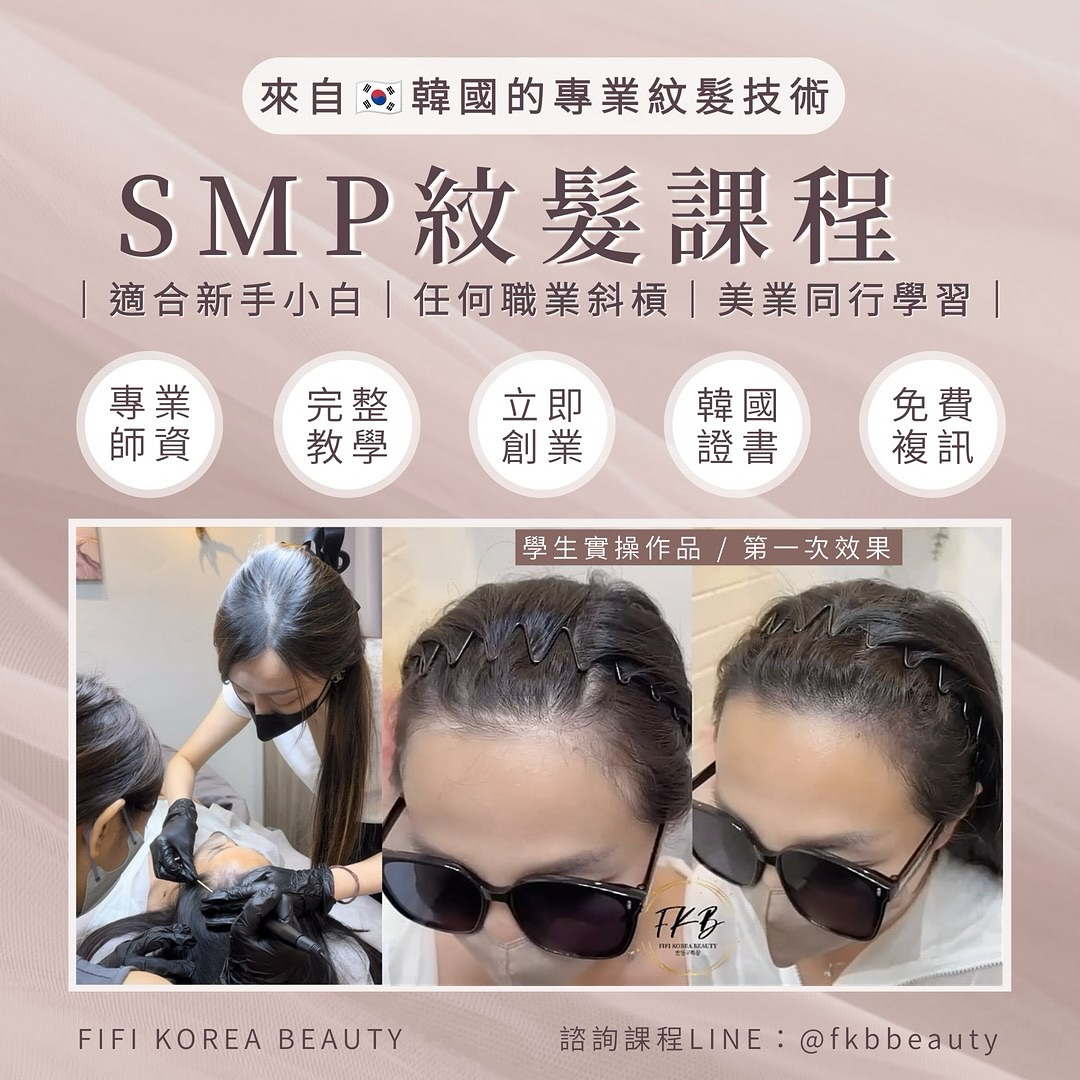 來自🇰🇷韓國的專業紋髮技術
SMP紋髮課程
｜適合新手小白｜任何職業斜槓｜美業同行學習｜
專業
師資
完整
教學
立即
創業
韓國
證書
免費
複訊
學生實操作品 / 第一次效果
FKB
FIFI KOREA BEAUTY
FIFI KOREA BEAUTY
諮詢課程LINE：@fkbbeauty